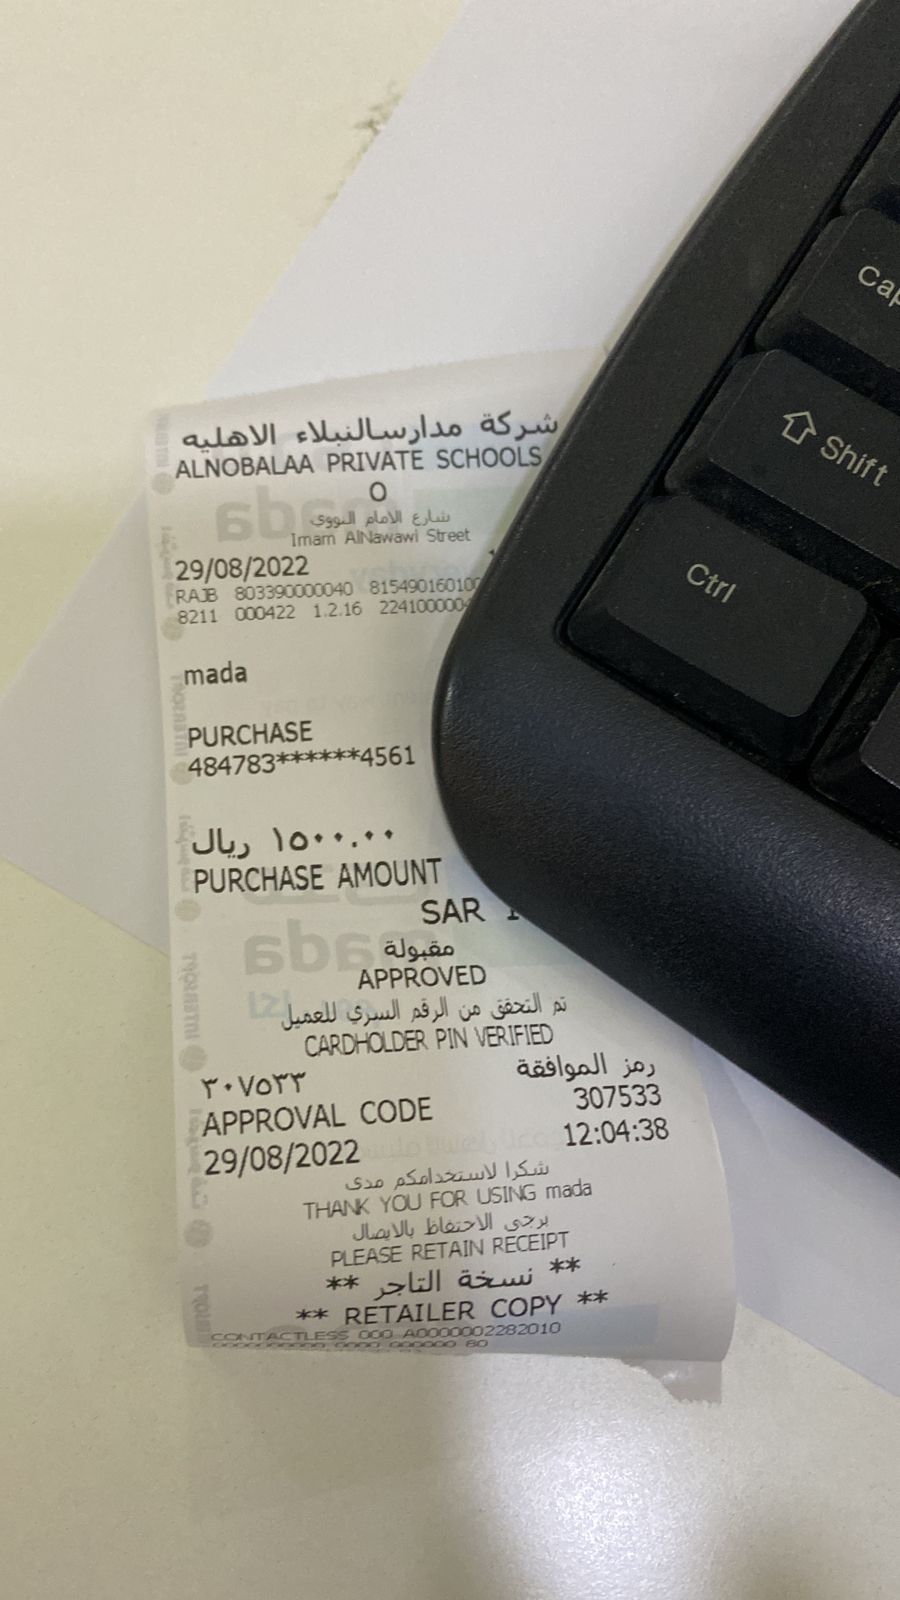 شركة مدارسالنبلاء الاهليه
ALNOBALAA PRIVATE SCHOOLS
O
شارع الامام النووي
Imam AlNawawi Street
29/08/2022
RAJB 803390000040 815490160100
8211 000422 1.2.16 224100000
mada
PURCHASE
484783******4561
١٥٠٠.٠٠ ريال
PURCHASE AMOUNT
SAR
مقبولة
APPROVED
تم التحقق من الرقم السري للعميل
CARDHOLDER PIN VERIFIED
رمز الموافقة ٣٠٧٥٣٣
APPROVAL CODE 307533
29/08/2022 12:04:38
شكرا لاستخدامكم مدى
THANK YOU FOR USING mada
يرجى الاحتفاظ بالايصال
PLEASE RETAIN RECEIPT
** نسخة التاجر **
** RETAILER COPY **
CONTACTLESS 000 A0000002282010
Shift
Ctrl